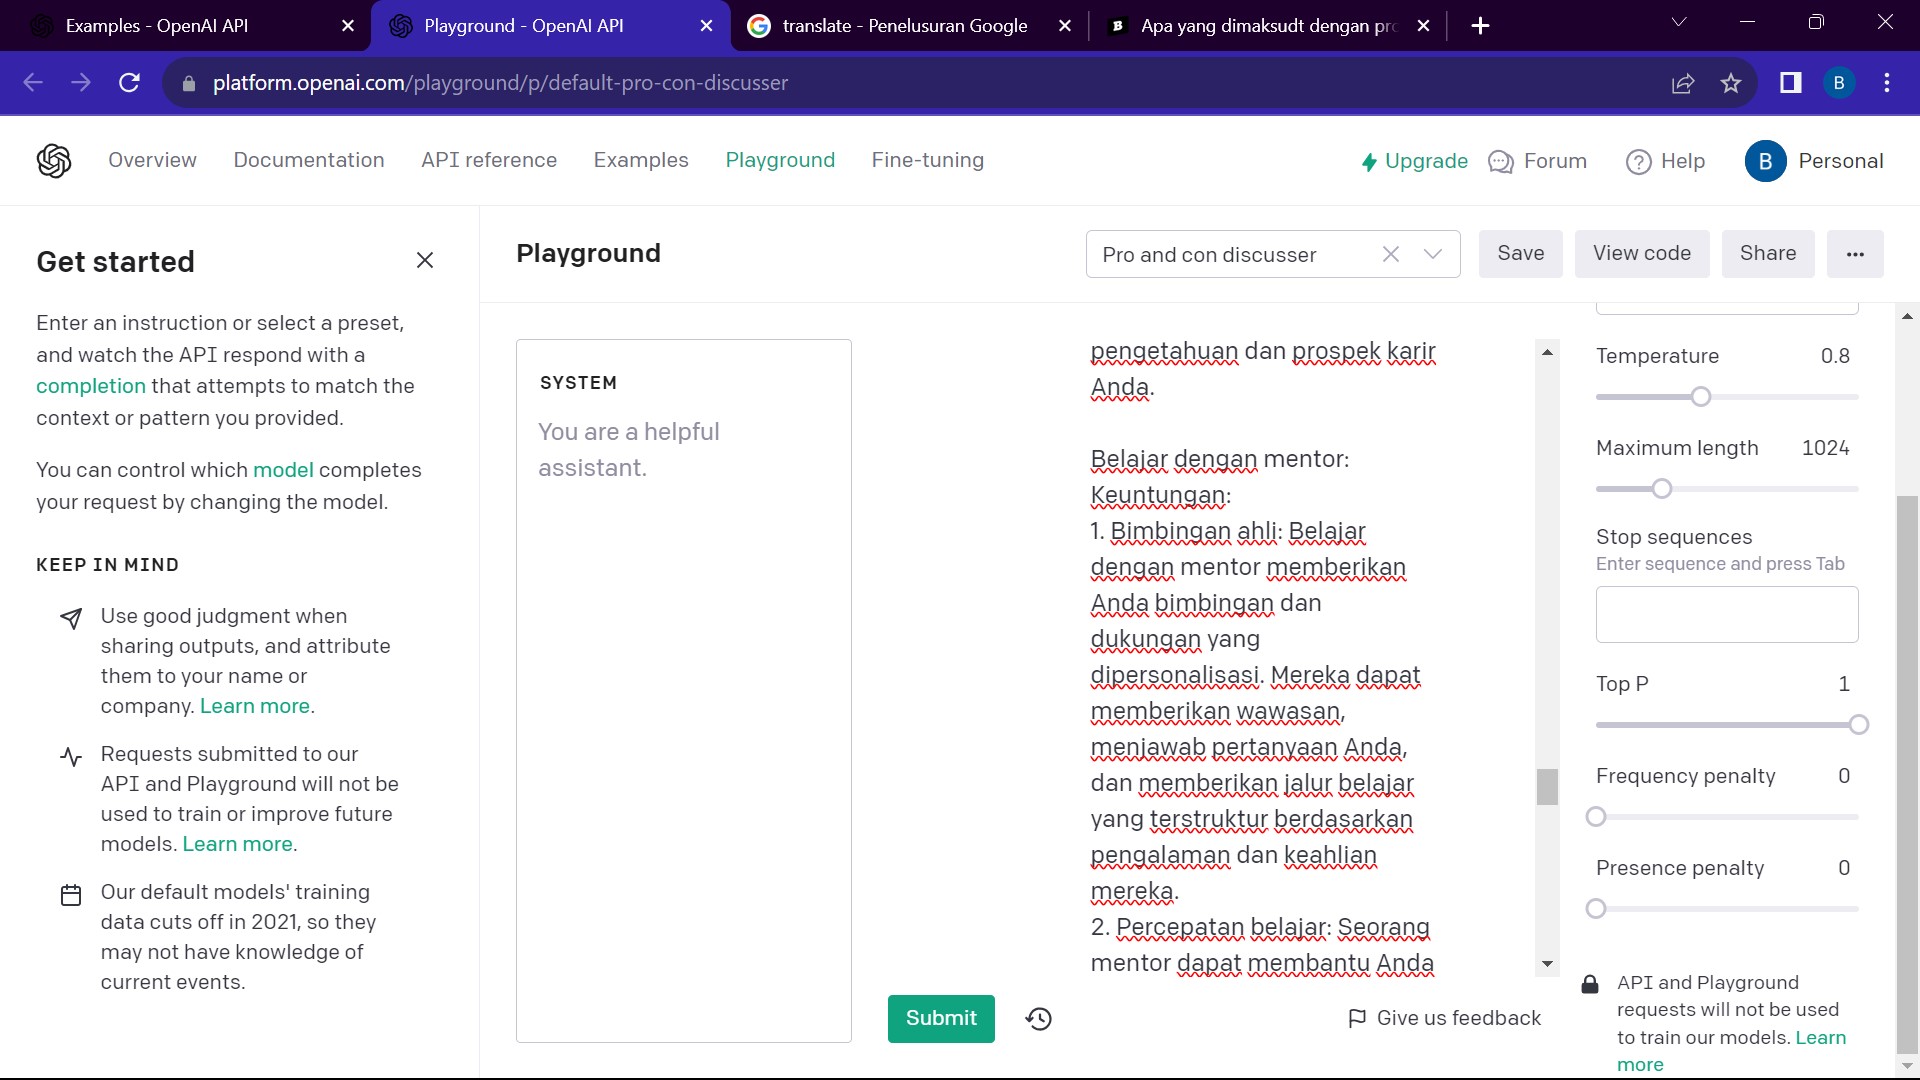 Examples - OpenAI API
Playground - OpenAI API
translate - Penelusuran Google
Apa yang dimaksudt dengan pro
platform.openai.com/playground/p/default-pro-con-discusser
B
Overview
Documentation
API reference
Examples
Playground
Fine-tuning
Upgrade
Forum
Help
B
Personal
Get started
Enter an instruction or select a preset,
and watch the API respond with a
completion that attempts to match the
context or pattern you provided.
You can control which model completes
your request by changing the model.
KEEP IN MIND
Use good judgment when
sharing outputs, and attribute
them to your name or
company. Learn more.
Requests submitted to our
API and Playground will not be
used to train or improve future
models. Learn more.
Our default models' training
data cuts off in 2021, so they
may not have knowledge of
current events.
Playground
Pro and con discusser
Save
View code
Share
...
SYSTEM
You are a helpful
assistant.
pengetahuan dan prospek karir
Anda.
Belajar dengan mentor:
Keuntungan:
1. Bimbingan ahli: Belajar
dengan mentor memberikan
Anda bimbingan dan
dukungan yang
dipersonalisasi. Mereka dapat
memberikan wawasan,
menjawab pertanyaan Anda,
dan memberikan jalur belajar
yang terstruktur berdasarkan
pengalaman dan keahlian
mereka.
2. Percepatan belajar: Seorang
mentor dapat membantu Anda
Submit
Give us feedback
Temperature 0.8
Maximum length 1024
Stop sequences
Enter sequence and press Tab
Top P 1
Frequency penalty 0
Presence penalty 0
API and Playground
requests will not be used
to train our models. Learn
more